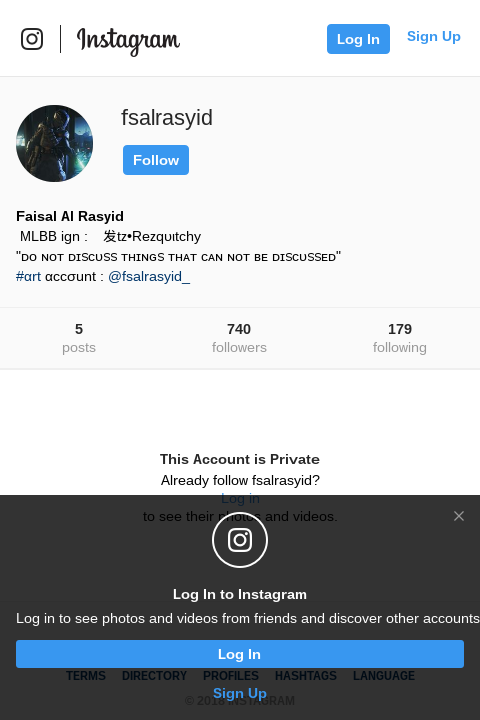 Instagram
Log In
Sign Up
fsalrasyid
Follow
Faisal Al Rasyid
MLBB ign : 发tz•Rezqυιtchy
"ᴅᴏ ɴᴏᴛ ᴅɪꜱᴄᴜꜱꜱ ᴛʜɪɴɢꜱ ᴛʜᴀᴛ ᴄᴀɴ ɴᴏᴛ ʙᴇ ᴅɪꜱᴄᴜꜱꜱᴇᴅ"
#αrt αccσunt : @fsalrasyid_
5 740 179
posts followers following
This Account is Private
Already follow fsalrasyid?
Log in
to see their photos and videos.
Log In to Instagram
Log in to see photos and videos from friends and discover other accounts
Log In
TERMS DIRECTORY PROFILES HASHTAGS LANGUAGE
Sign Up
© 2018 INSTAGRAM